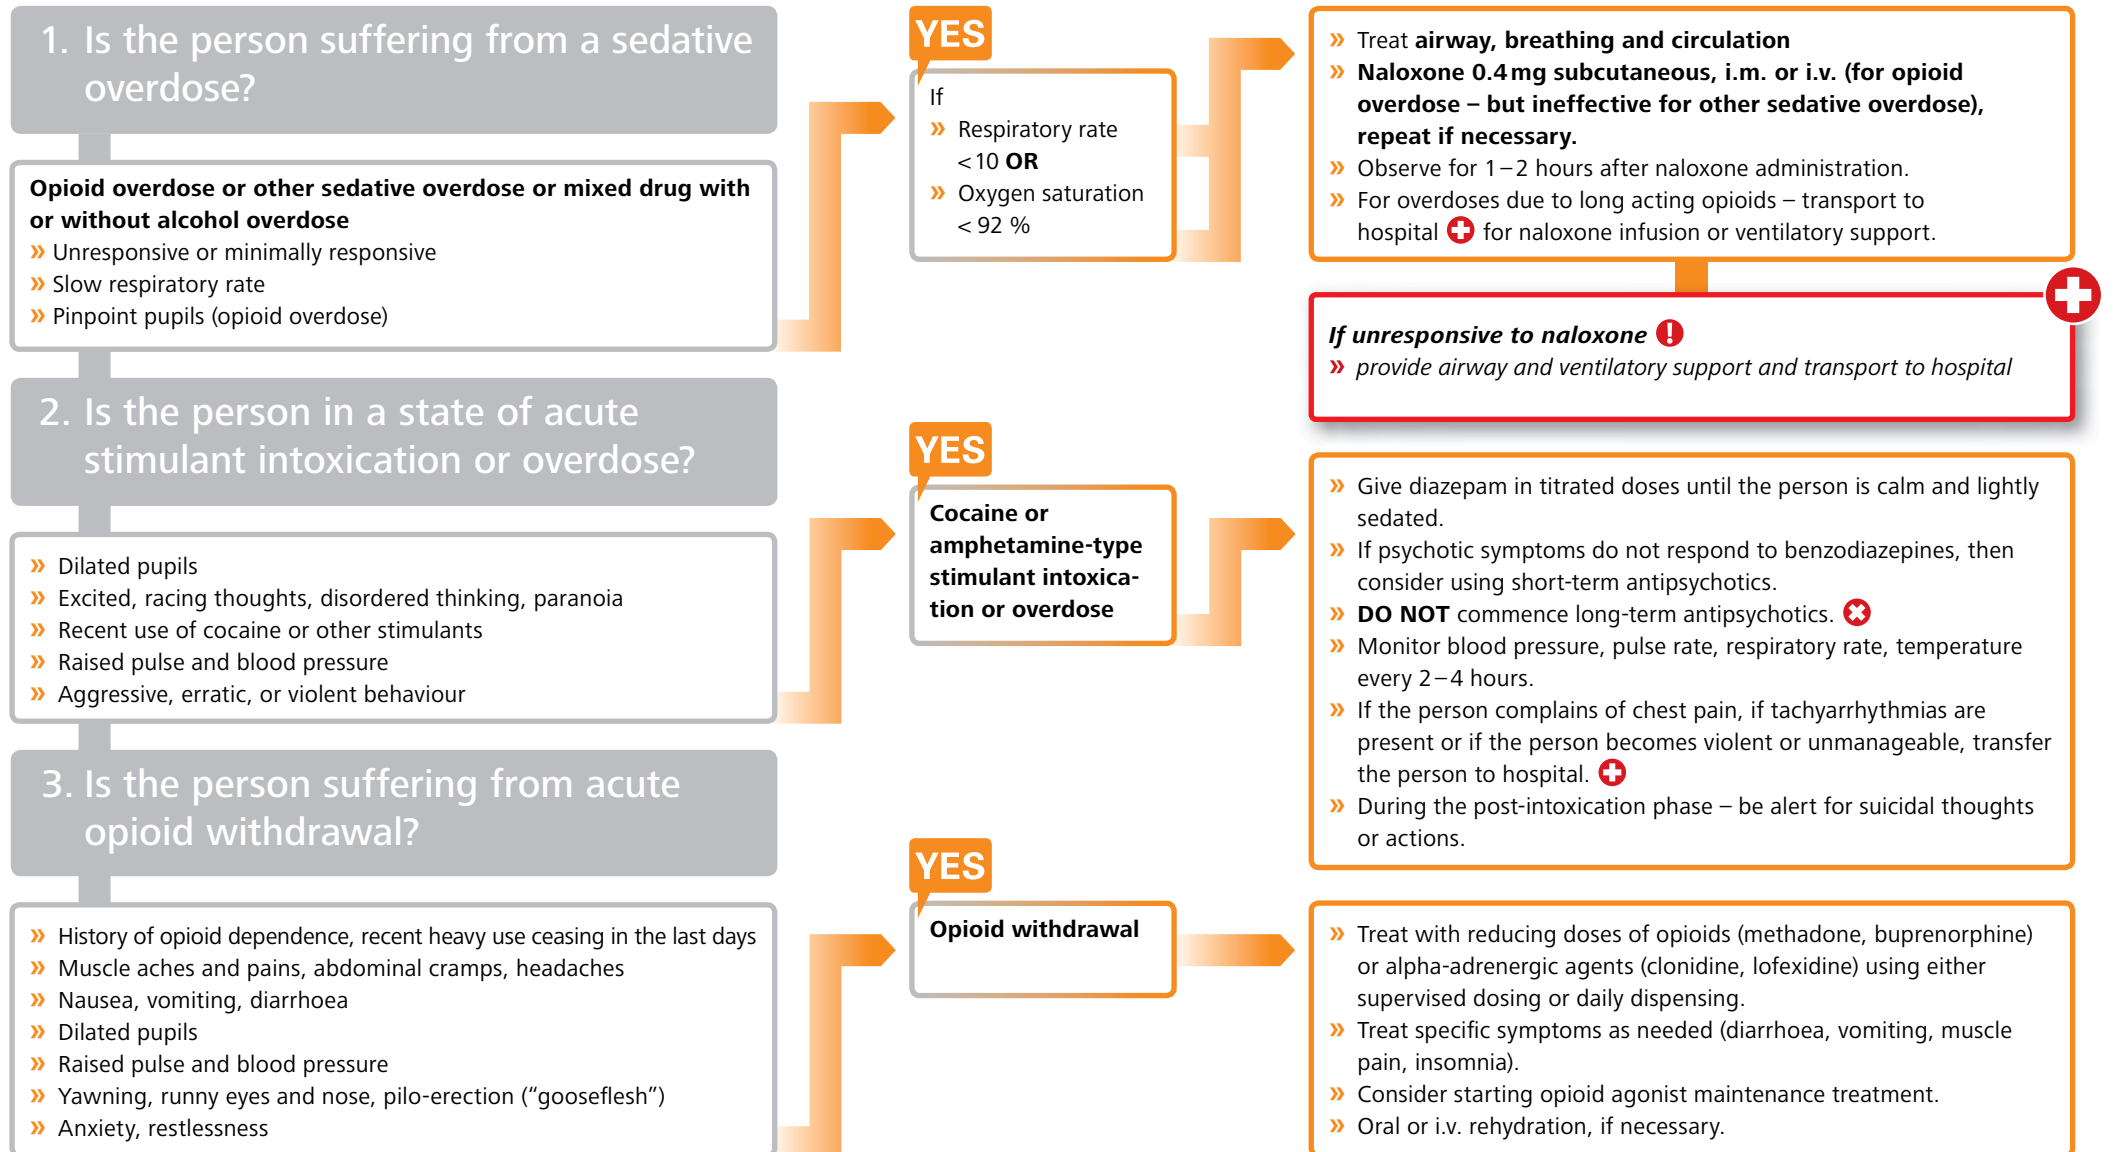 1. Is the person suffering from a sedative
overdose?
Opioid overdose or other sedative overdose or mixed drug with
or without alcohol overdose
» Unresponsive or minimally responsive
» Slow respiratory rate
» Pinpoint pupils (opioid overdose)
YES
If
» Respiratory rate
<10 OR
» Oxygen saturation
< 92 %
» Treat airway, breathing and circulation
» Naloxone 0.4 mg subcutaneous, i.m. or i.v. (for opioid
overdose – but ineffective for other sedative overdose),
repeat if necessary.
» Observe for 1–2 hours after naloxone administration.
» For overdoses due to long acting opioids – transport to
hospital for naloxone infusion or ventilatory support.
If unresponsive to naloxone !
» provide airway and ventilatory support and transport to hospital
2. Is the person in a state of acute
stimulant intoxication or overdose?
» Dilated pupils
» Excited, racing thoughts, disordered thinking, paranoia
» Recent use of cocaine or other stimulants
» Raised pulse and blood pressure
» Aggressive, erratic, or violent behaviour
YES
Cocaine or
amphetamine-type
stimulant intoxica-
tion or overdose
» Give diazepam in titrated doses until the person is calm and lightly
sedated.
» If psychotic symptoms do not respond to benzodiazepines, then
consider using short-term antipsychotics.
» DO NOT commence long-term antipsychotics.
» Monitor blood pressure, pulse rate, respiratory rate, temperature
every 2–4 hours.
» If the person complains of chest pain, if tachyarrhythmias are
present or if the person becomes violent or unmanageable, transfer
the person to hospital.
» During the post-intoxication phase – be alert for suicidal thoughts
or actions.
3. Is the person suffering from acute
opioid withdrawal?
» History of opioid dependence, recent heavy use ceasing in the last days
» Muscle aches and pains, abdominal cramps, headaches
» Nausea, vomiting, diarrhoea
» Dilated pupils
» Raised pulse and blood pressure
» Yawning, runny eyes and nose, pilo-erection (“gooseflesh”)
» Anxiety, restlessness
YES
Opioid withdrawal
» Treat with reducing doses of opioids (methadone, buprenorphine)
or alpha-adrenergic agents (clonidine, lofexidine) using either
supervised dosing or daily dispensing.
» Treat specific symptoms as needed (diarrhoea, vomiting, muscle
pain, insomnia).
» Consider starting opioid agonist maintenance treatment.
» Oral or i.v. rehydration, if necessary.